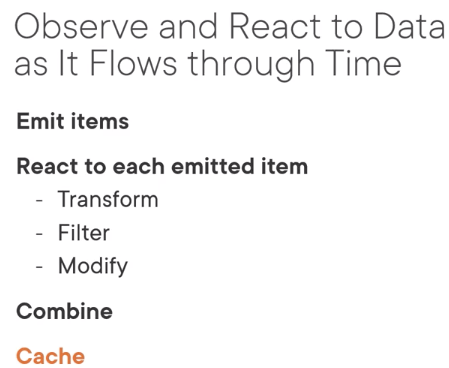 Observe and React to Data
as It Flows through Time
Emit items
React to each emitted item
- Transform
- Filter
- Modify
Combine
Cache